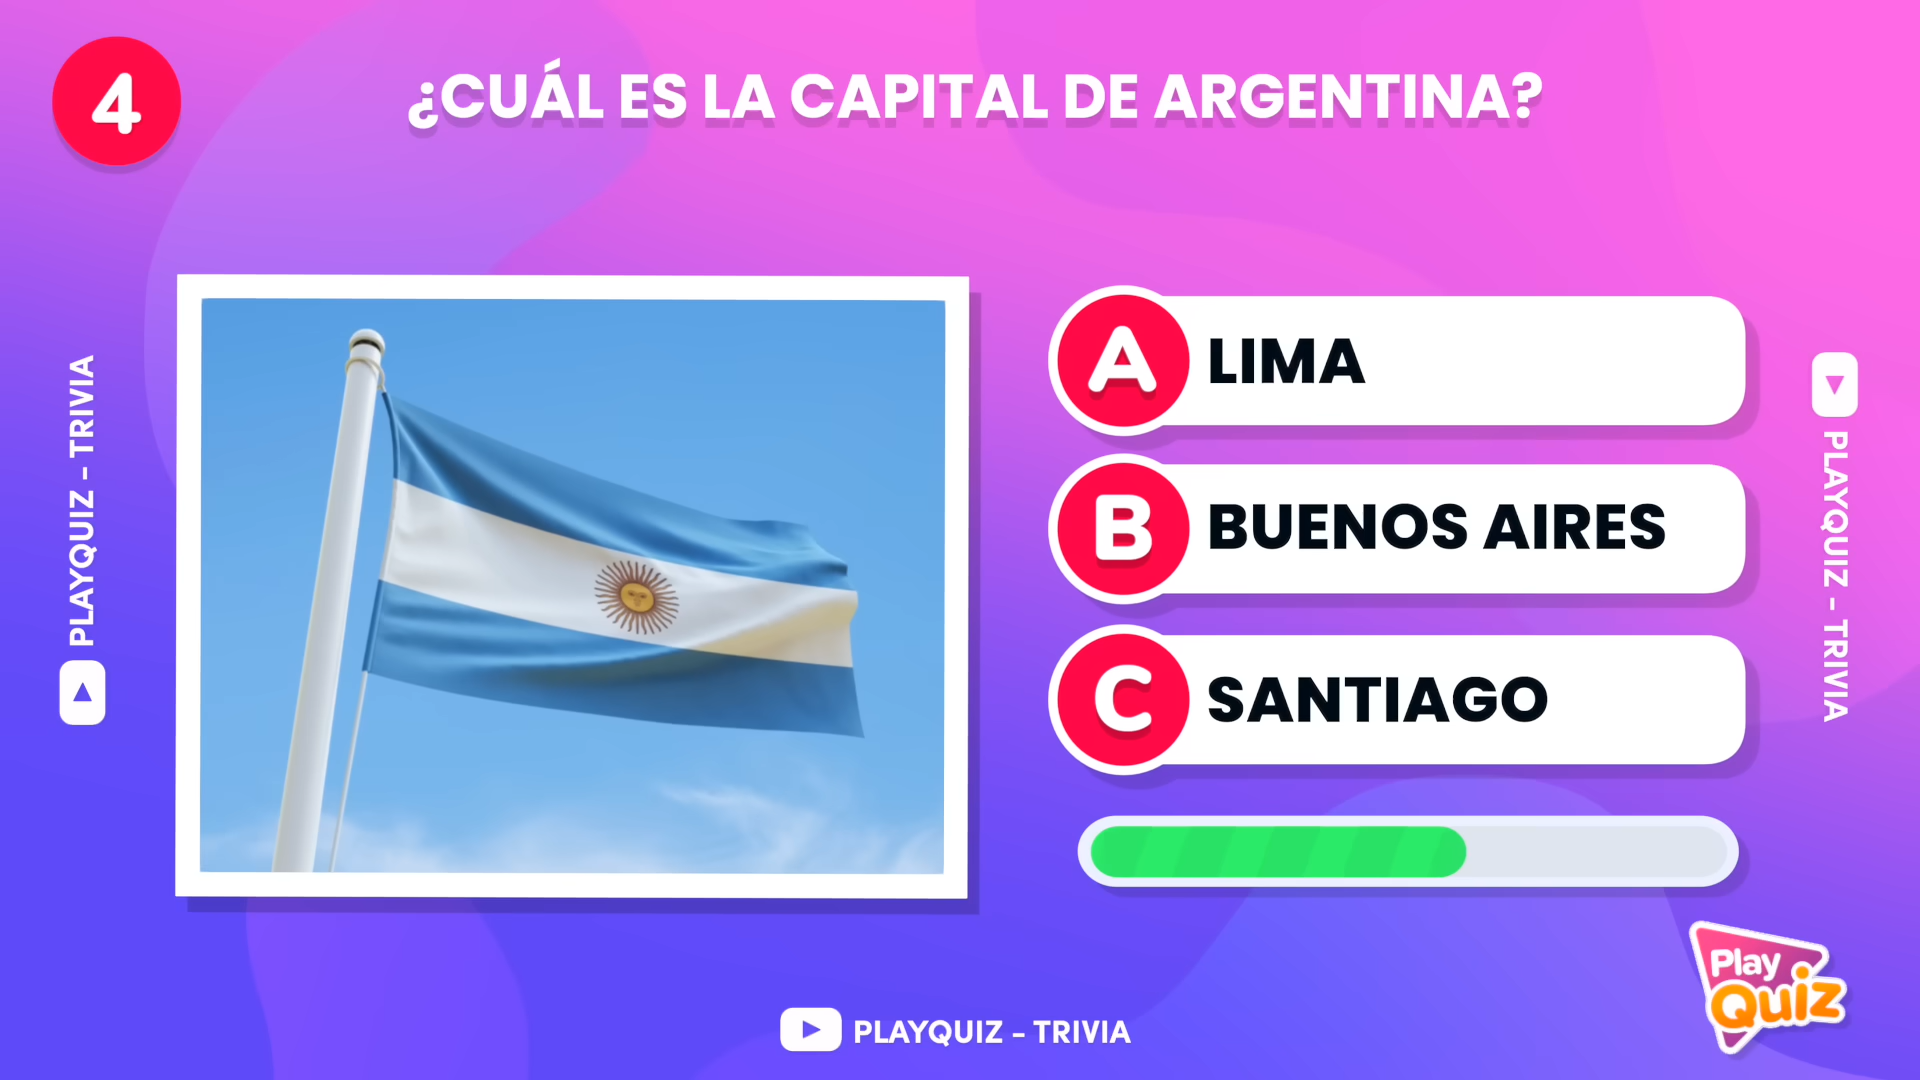 4
¿CUÁL ES LA CAPITAL DE ARGENTINA?
PLAYQUIZ - TRIVIA
A LIMA
B BUENOS AIRES
C SANTIAGO
PLAYQUIZ - TRIVIA
Play
Quiz
PLAYQUIZ - TRIVIA